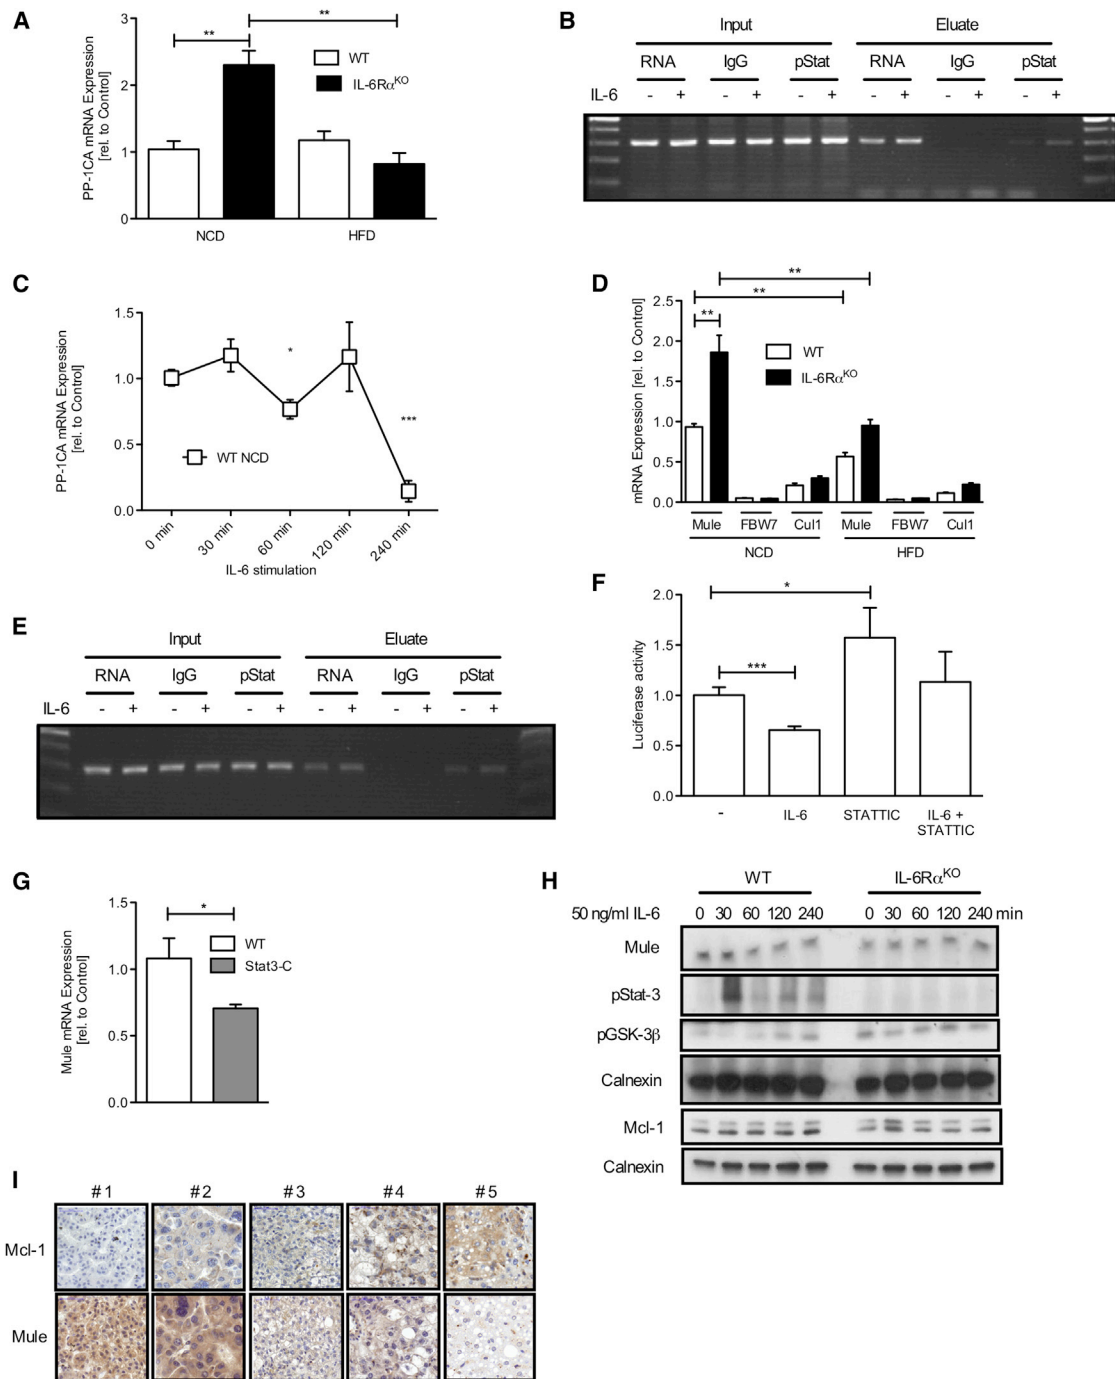 A
PP-1CA mRNA Expression
[rel. to Control]
3
2
1
0
**
**
WT
IL-6Rα^KO
NCD
HFD
B
Input
Eluate
RNA
IgG
pStat
RNA
IgG
pStat
IL-6
- + - + - + - + - + - +
C
PP-1CA mRNA Expression
[rel. to Control]
1.5
1.0
0.5
0.0
*
***
WT NCD
0 min
30 min
60 min
120 min
240 min
IL-6 stimulation
D
mRNA Expression [rel. to Control]
2.5
2.0
1.5
1.0
0.5
0.0
**
**
**
WT
IL-6Rα^KO
Mule
FBW7
Cul1
Mule
FBW7
Cul1
NCD
HFD
E
Input
Eluate
RNA
IgG
pStat
RNA
IgG
pStat
IL-6
- + - + - + - + - + - +
F
Luciferase activity
2.0
1.5
1.0
0.5
0.0
*
***
-
IL-6
STATTIC
IL-6 +
STATTIC
G
Mule mRNA Expression
[rel. to Control]
1.5
1.0
0.5
0.0
*
WT
Stat3-C
H
WT
IL-6Rα^KO
50 ng/ml IL-6 0 30 60 120 240 0 30 60 120 240 min
Mule
pStat-3
pGSK-3β
Calnexin
Mcl-1
Calnexin
I
#1 #2 #3 #4 #5
Mcl-1
Mule